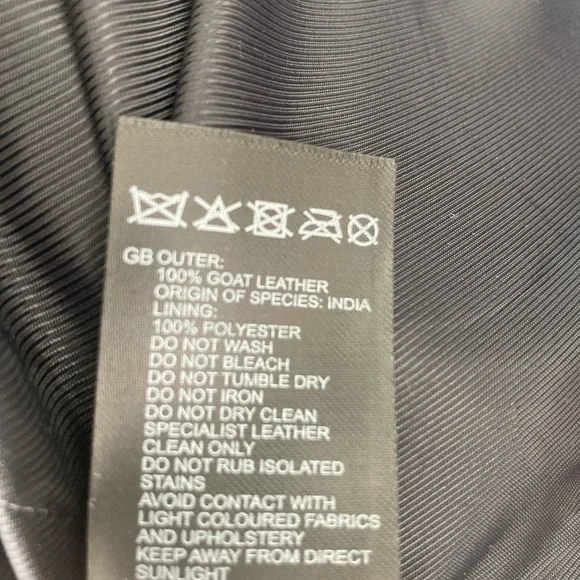 GB OUTER:
100% GOAT LEATHER
ORIGIN OF SPECIES: INDIA
LINING:
100% POLYESTER
DO NOT WASH
DO NOT BLEACH
DO NOT TUMBLE DRY
DO NOT IRON
DO NOT DRY CLEAN
SPECIALIST LEATHER
CLEAN ONLY
DO NOT RUB ISOLATED
STAINS
AVOID CONTACT WITH
LIGHT COLOURED FABRICS
AND UPHOLSTERY
KEEP AWAY FROM DIRECT
SUNLIGHT